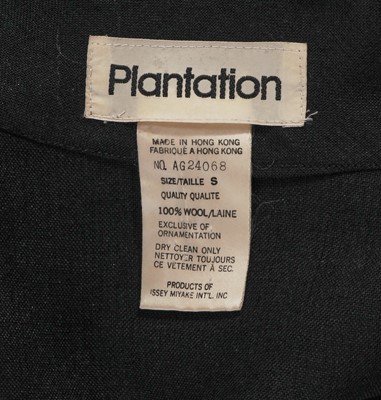 Plantation
MADE IN HONG KONG
FABRIQUE A HONG KONG
NO. AG24068
SIZE/TAILLE S
QUALITY QUALITE
100% WOOL/LAINE
EXCLUSIVE OF
ORNAMENTATION
DRY CLEAN ONLY
NETTOYER TOUJOURS
CE VETEMENT À SEC.
PRODUCTS OF
ISSEY MIYAKE INT'L. INC